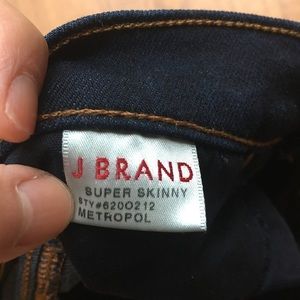 J BRAND
SUPER SKINNY
STY#6200212
METROPOL